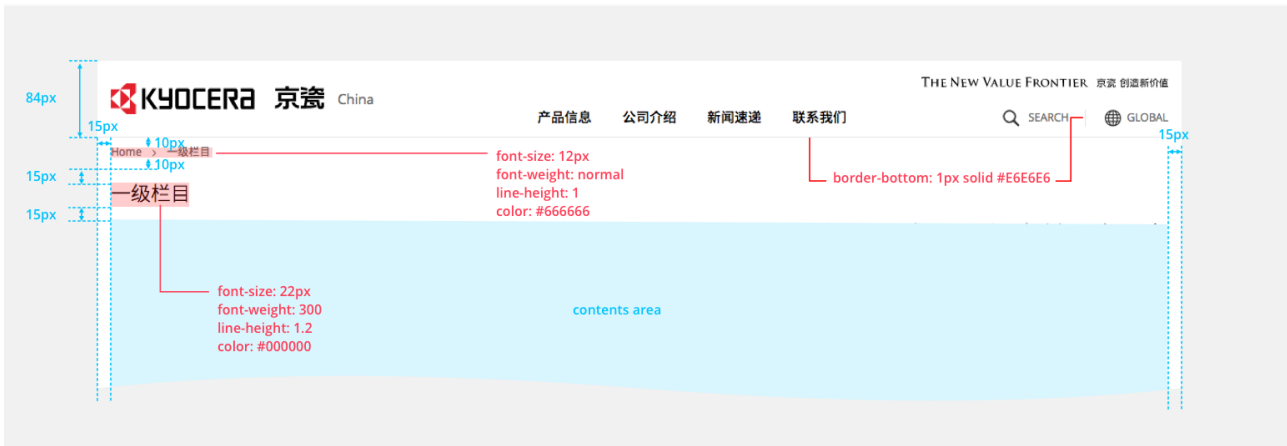 THE NEW VALUE FRONTIER 京瓷 创造新价值
84px
KYOCERA 京瓷 China
产品信息 公司介绍 新闻速递 联系我们 SEARCH GLOBAL
15px
15px
10px
Home > 一级栏目
10px
font-size: 12px
font-weight: normal
line-height: 1
color: #666666
border-bottom: 1px solid #E6E6E6
15px
一级栏目
15px
font-size: 22px
font-weight: 300
line-height: 1.2
color: #000000
contents area